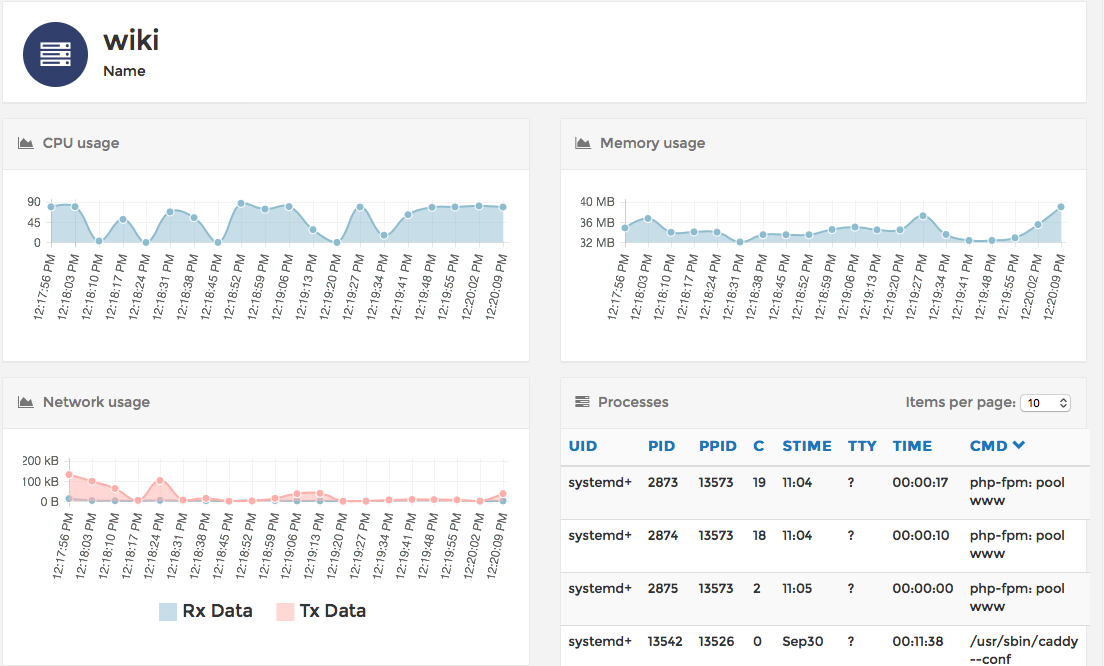 wiki
Name
CPU usage
90
45
0
12:17:56 PM
12:18:03 PM
12:18:10 PM
12:18:17 PM
12:18:24 PM
12:18:31 PM
12:18:38 PM
12:18:45 PM
12:18:52 PM
12:18:59 PM
12:19:06 PM
12:19:13 PM
12:19:20 PM
12:19:27 PM
12:19:34 PM
12:19:41 PM
12:19:48 PM
12:19:55 PM
12:20:02 PM
12:20:09 PM
Memory usage
40 MB
36 MB
32 MB
12:17:56 PM
12:18:03 PM
12:18:10 PM
12:18:17 PM
12:18:24 PM
12:18:31 PM
12:18:38 PM
12:18:45 PM
12:18:52 PM
12:18:59 PM
12:19:06 PM
12:19:13 PM
12:19:20 PM
12:19:27 PM
12:19:34 PM
12:19:41 PM
12:19:48 PM
12:19:55 PM
12:20:02 PM
12:20:09 PM
Network usage
200 kB
100 kB
0 B
12:17:56 PM
12:18:03 PM
12:18:10 PM
12:18:17 PM
12:18:24 PM
12:18:31 PM
12:18:38 PM
12:18:45 PM
12:18:52 PM
12:18:59 PM
12:19:06 PM
12:19:13 PM
12:19:20 PM
12:19:27 PM
12:19:34 PM
12:19:41 PM
12:19:48 PM
12:19:55 PM
12:20:02 PM
12:20:09 PM
Rx Data Tx Data
Processes Items per page: 10
UID PID PPID C STIME TTY TIME CMD
systemd+ 2873 13573 19 11:04 ? 00:00:17 php-fpm: pool
www
systemd+ 2874 13573 18 11:04 ? 00:00:10 php-fpm: pool
www
systemd+ 2875 13573 2 11:05 ? 00:00:00 php-fpm: pool
www
systemd+ 13542 13526 0 Sep30 ? 00:11:38 /usr/sbin/caddy
--conf